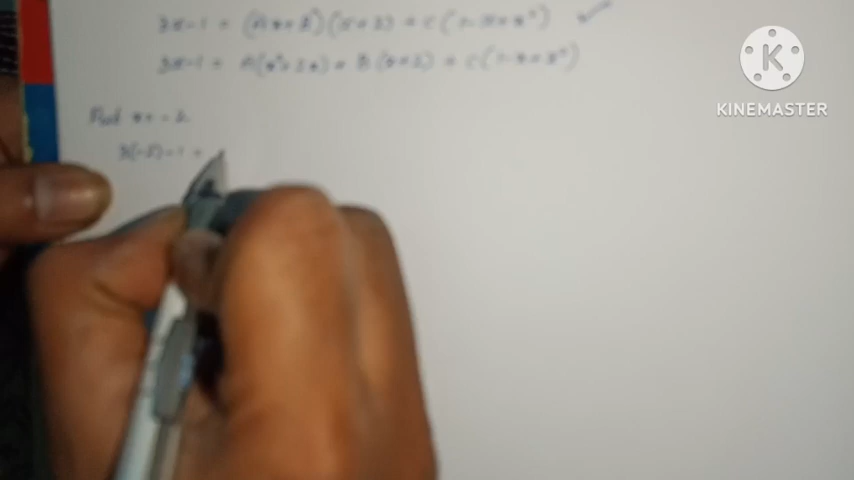 3x-1 = (Ax+B)(x+2) + C(1-x+x²) ✓
3x-1 = A(x²+2x) + B(x+2) + C(1-x+x²)
Put x = -2
3(-2)-1 =
KINEMASTER